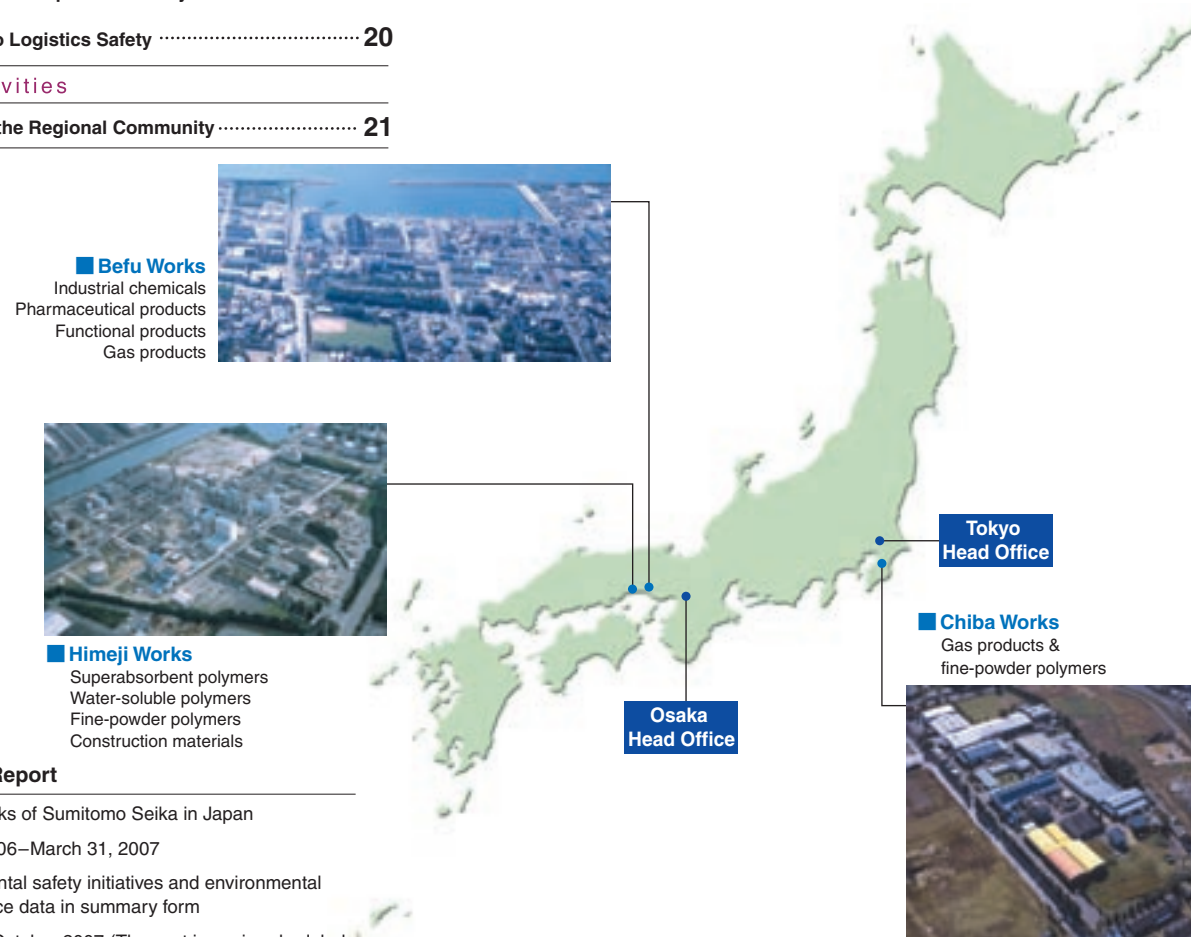 Logistics Safety 20
vities
the Regional Community 21
Befu Works
Industrial chemicals
Pharmaceutical products
Functional products
Gas products
Himeji Works
Superabsorbent polymers
Water-soluble polymers
Fine-powder polymers
Construction materials
Tokyo
Head Office
Chiba Works
Gas products &
fine-powder polymers
Osaka
Head Office
Report
ks of Sumitomo Seika in Japan
06–March 31, 2007
ntal safety initiatives and environmental
ce data in summary form